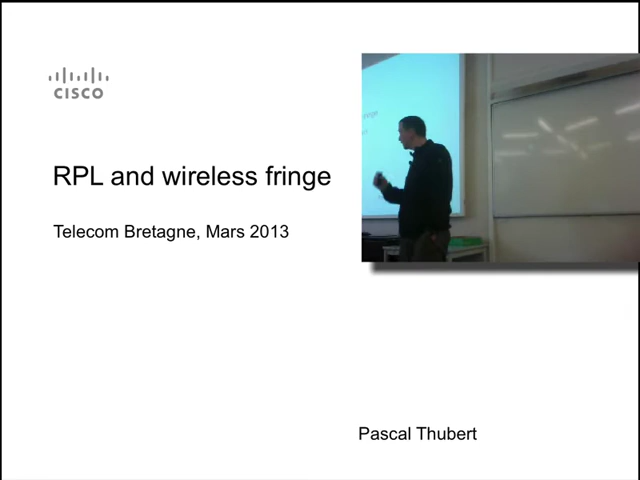 CISCO
RPL and wireless fringe
Telecom Bretagne, Mars 2013
Pascal Thubert